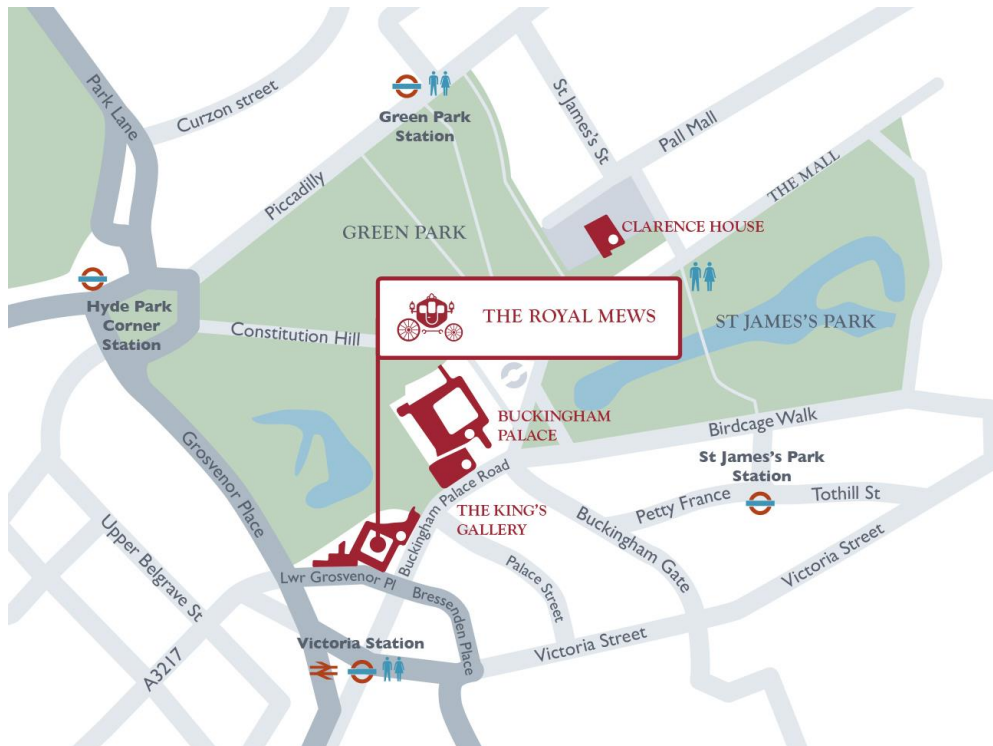 Park Lane
Curzon street
Green Park
Station
St James's St
Pall Mall
THE MALL
Piccadilly
GREEN PARK
CLARENCE HOUSE
Hyde Park
Corner
Station
Constitution Hill
THE ROYAL MEWS
ST JAMES'S PARK
BUCKINGHAM
PALACE
Birdcage Walk
St James's Park
Station
Grosvenor Place
Buckingham Palace Road
THE KING'S
GALLERY
Petty France
Tothill St
Buckingham Gate
Victoria Street
Upper Belgrave St
Lwr Grosvenor Pl
Bressenden Place
Palace Street
Victoria Station
Victoria Street
A3217